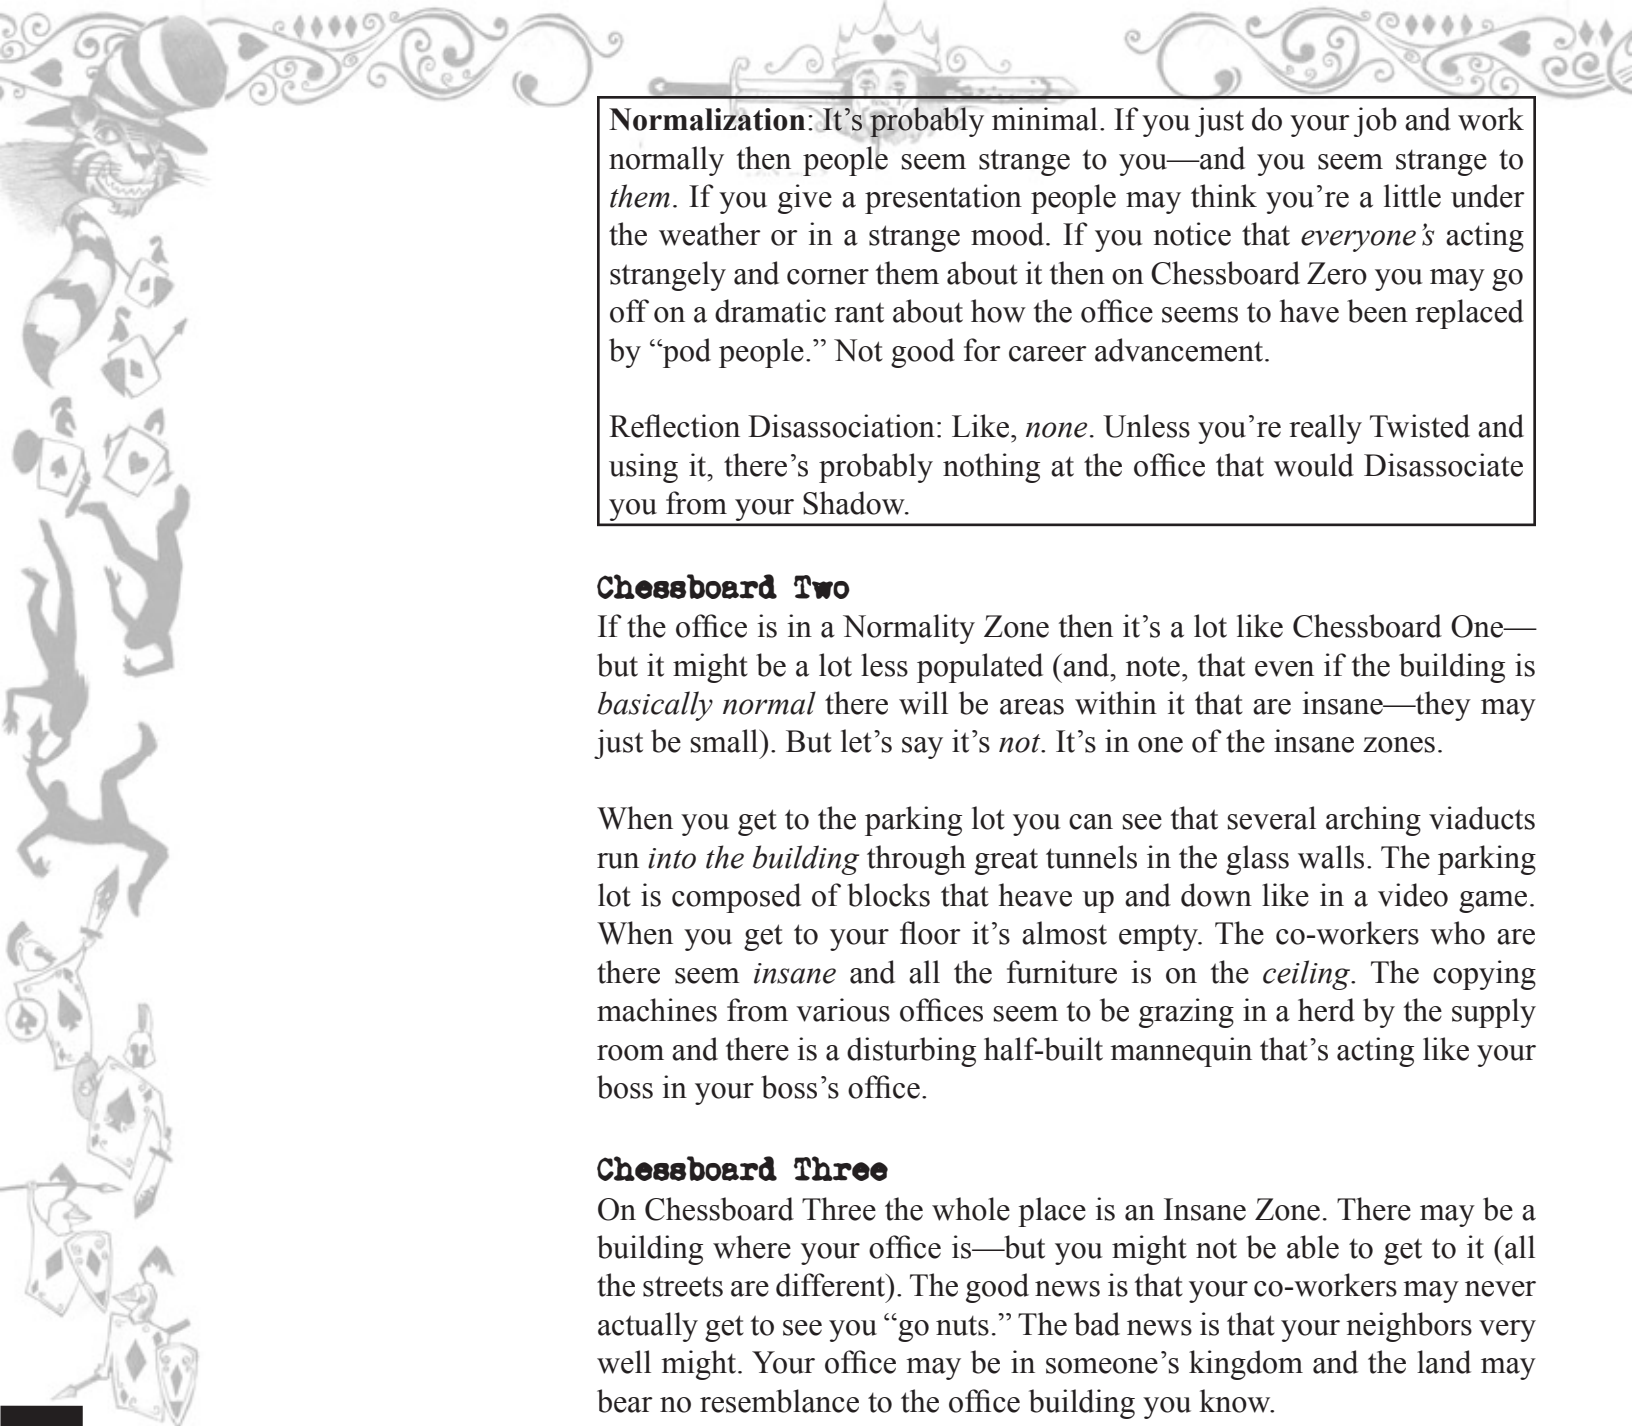 Normalization: It’s probably minimal. If you just do your job and work
normally then people seem strange to you—and you seem strange to
them. If you give a presentation people may think you’re a little under
the weather or in a strange mood. If you notice that everyone’s acting
strangely and corner them about it then on Chessboard Zero you may go
off on a dramatic rant about how the office seems to have been replaced
by “pod people.” Not good for career advancement.
Reflection Disassociation: Like, none. Unless you’re really Twisted and
using it, there’s probably nothing at the office that would Disassociate
you from your Shadow.
Chessboard Two
If the office is in a Normality Zone then it’s a lot like Chessboard One—
but it might be a lot less populated (and, note, that even if the building is
basically normal there will be areas within it that are insane—they may
just be small). But let’s say it’s not. It’s in one of the insane zones.
When you get to the parking lot you can see that several arching viaducts
run into the building through great tunnels in the glass walls. The parking
lot is composed of blocks that heave up and down like in a video game.
When you get to your floor it’s almost empty. The co-workers who are
there seem insane and all the furniture is on the ceiling. The copying
machines from various offices seem to be grazing in a herd by the supply
room and there is a disturbing half-built mannequin that’s acting like your
boss in your boss’s office.
Chessboard Three
On Chessboard Three the whole place is an Insane Zone. There may be a
building where your office is—but you might not be able to get to it (all
the streets are different). The good news is that your co-workers may never
actually get to see you “go nuts.” The bad news is that your neighbors very
well might. Your office may be in someone’s kingdom and the land may
bear no resemblance to the office building you know.